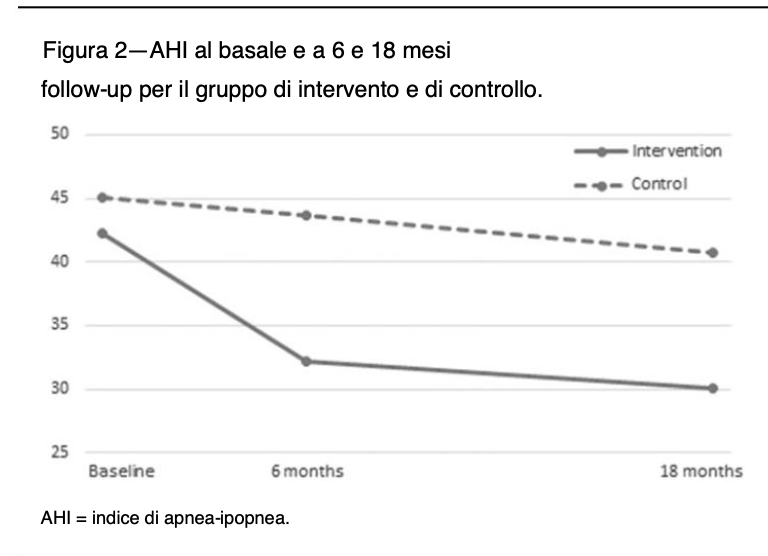 Figura 2—AHI al basale e a 6 e 18 mesi
follow-up per il gruppo di intervento e di controllo.
50
Intervention
Control
45
40
35
30
25
Baseline
6 months
18 months
AHI = indice di apnea-ipopnea.